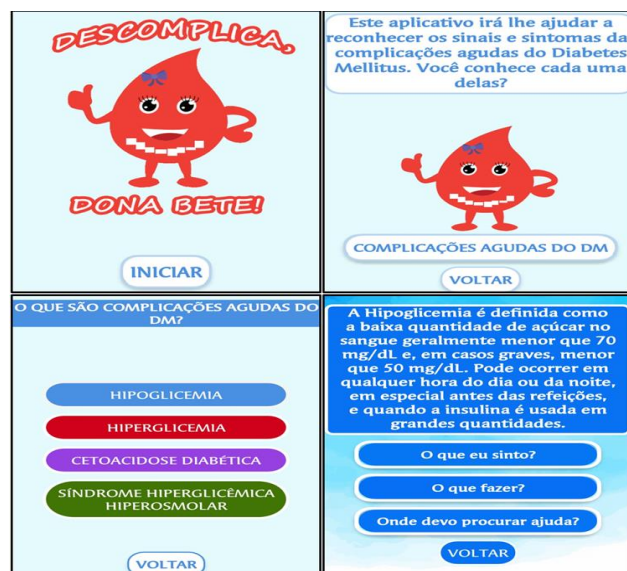 DESCOMPLICA,
DONA BETE!
INICIAR
Este aplicativo irá lhe ajudar a
reconhecer os sinais e sintomas da
complicações agudas do Diabetes
Mellitus. Você conhece cada uma
delas?
COMPLICAÇÕES AGUDAS DO DM
VOLTAR
O QUE SÃO COMPLICAÇÕES AGUDAS DO
DM?
HIPOGLICEMIA
HIPERGLICEMIA
CETOACIDOSE DIABÉTICA
SÍNDROME HIPERGLICÊMICA
HIPEROSMOLAR
VOLTAR
A Hipoglicemia é definida como
a baixa quantidade de açúcar no
sangue geralmente menor que 70
mg/dL e, em casos graves, menor
que 50 mg/dL. Pode ocorrer em
qualquer hora do dia ou da noite,
em especial antes das refeições,
e quando a insulina é usada em
grandes quantidades.
O que eu sinto?
O que fazer?
Onde devo procurar ajuda?
VOLTAR